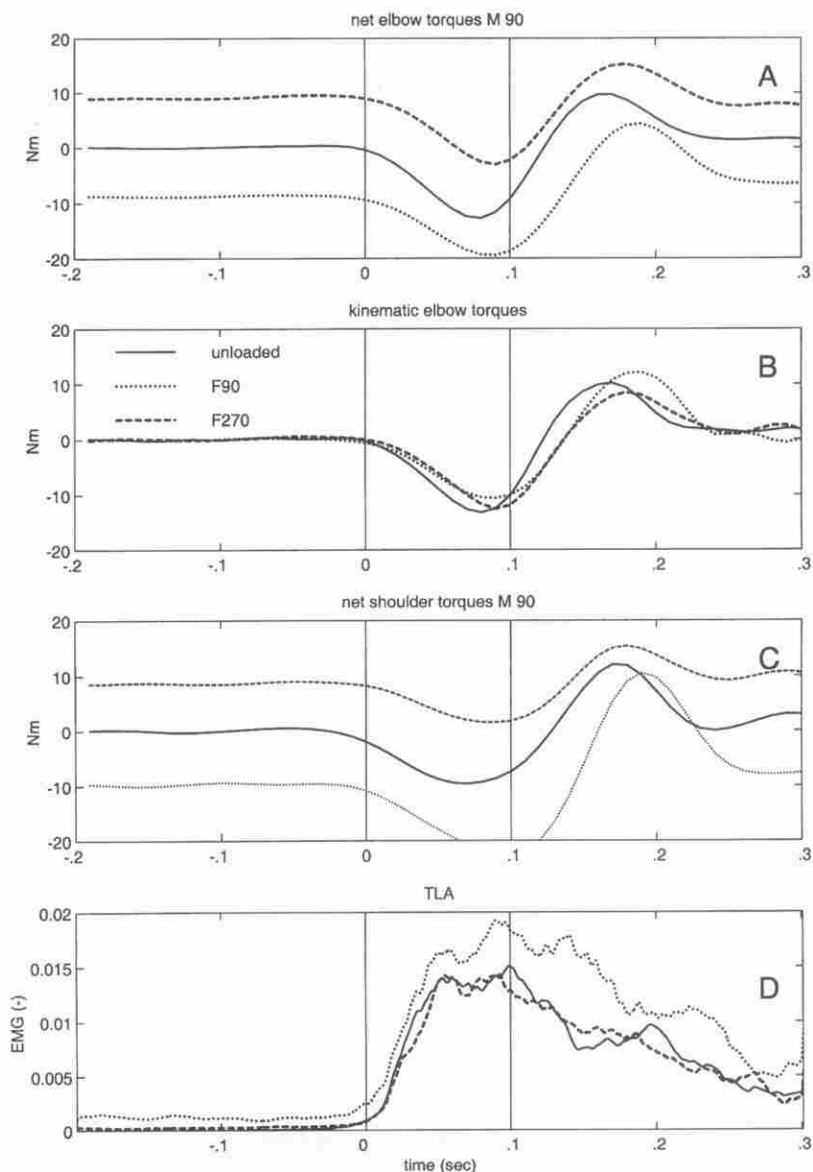 net elbow torques M 90
A
20
10
0
-10
-20
Nm
-.2
-.1
0
.1
.2
.3
kinematic elbow torques
unloaded
F90
F270
B
20
10
0
-10
-20
Nm
-.2
-.1
0
.1
.2
.3
net shoulder torques M 90
C
20
10
0
-10
-20
Nm
-.2
-.1
0
.1
.2
.3
TLA
D
0.02
0.015
0.01
0.005
0
EMG (-)
-.2
-.1
0
.1
.2
.3
time (sec)